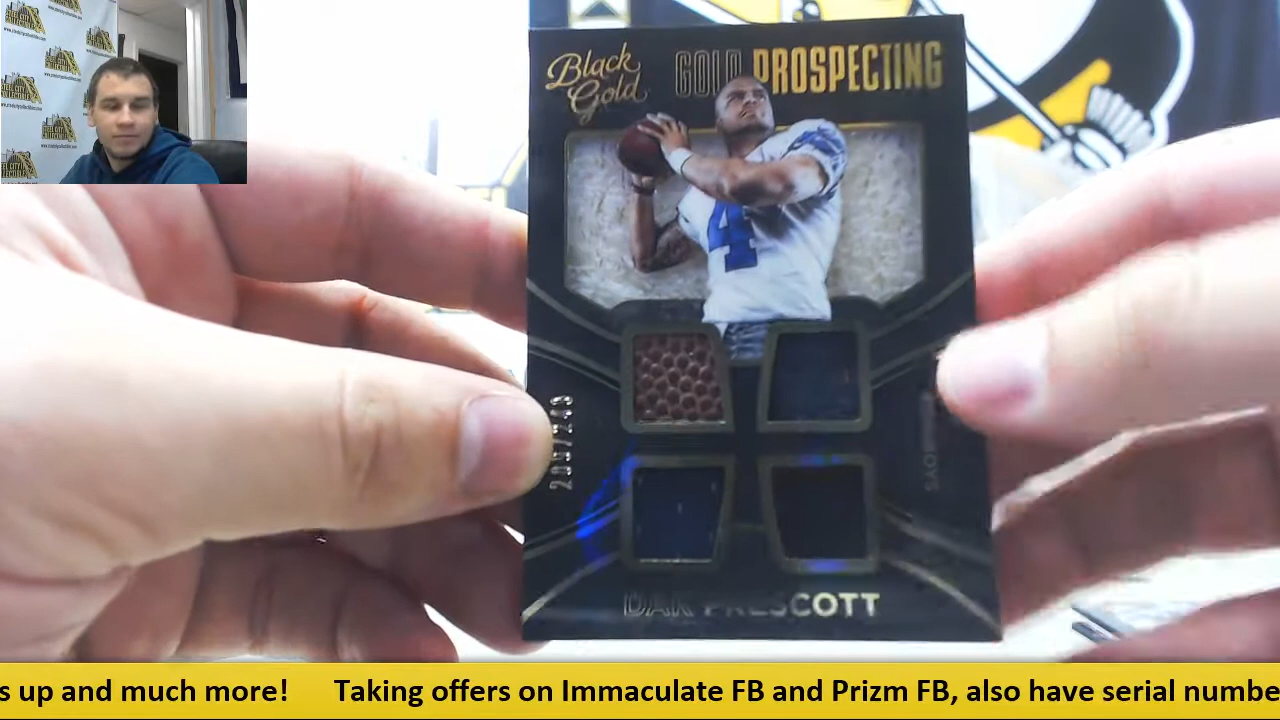 Black Gold
GOLD PROSPECTING
4
DAK PRESCOTT
s up and much more! Taking offers on Immaculate FB and Prizm FB, also have serial numbe